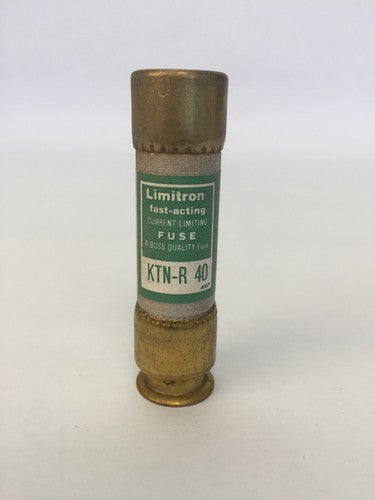 Limitron
fast-acting
CURRENT LIMITING
FUSE
A BUSS QUALITY Fuse
KTN-R 40
AMP